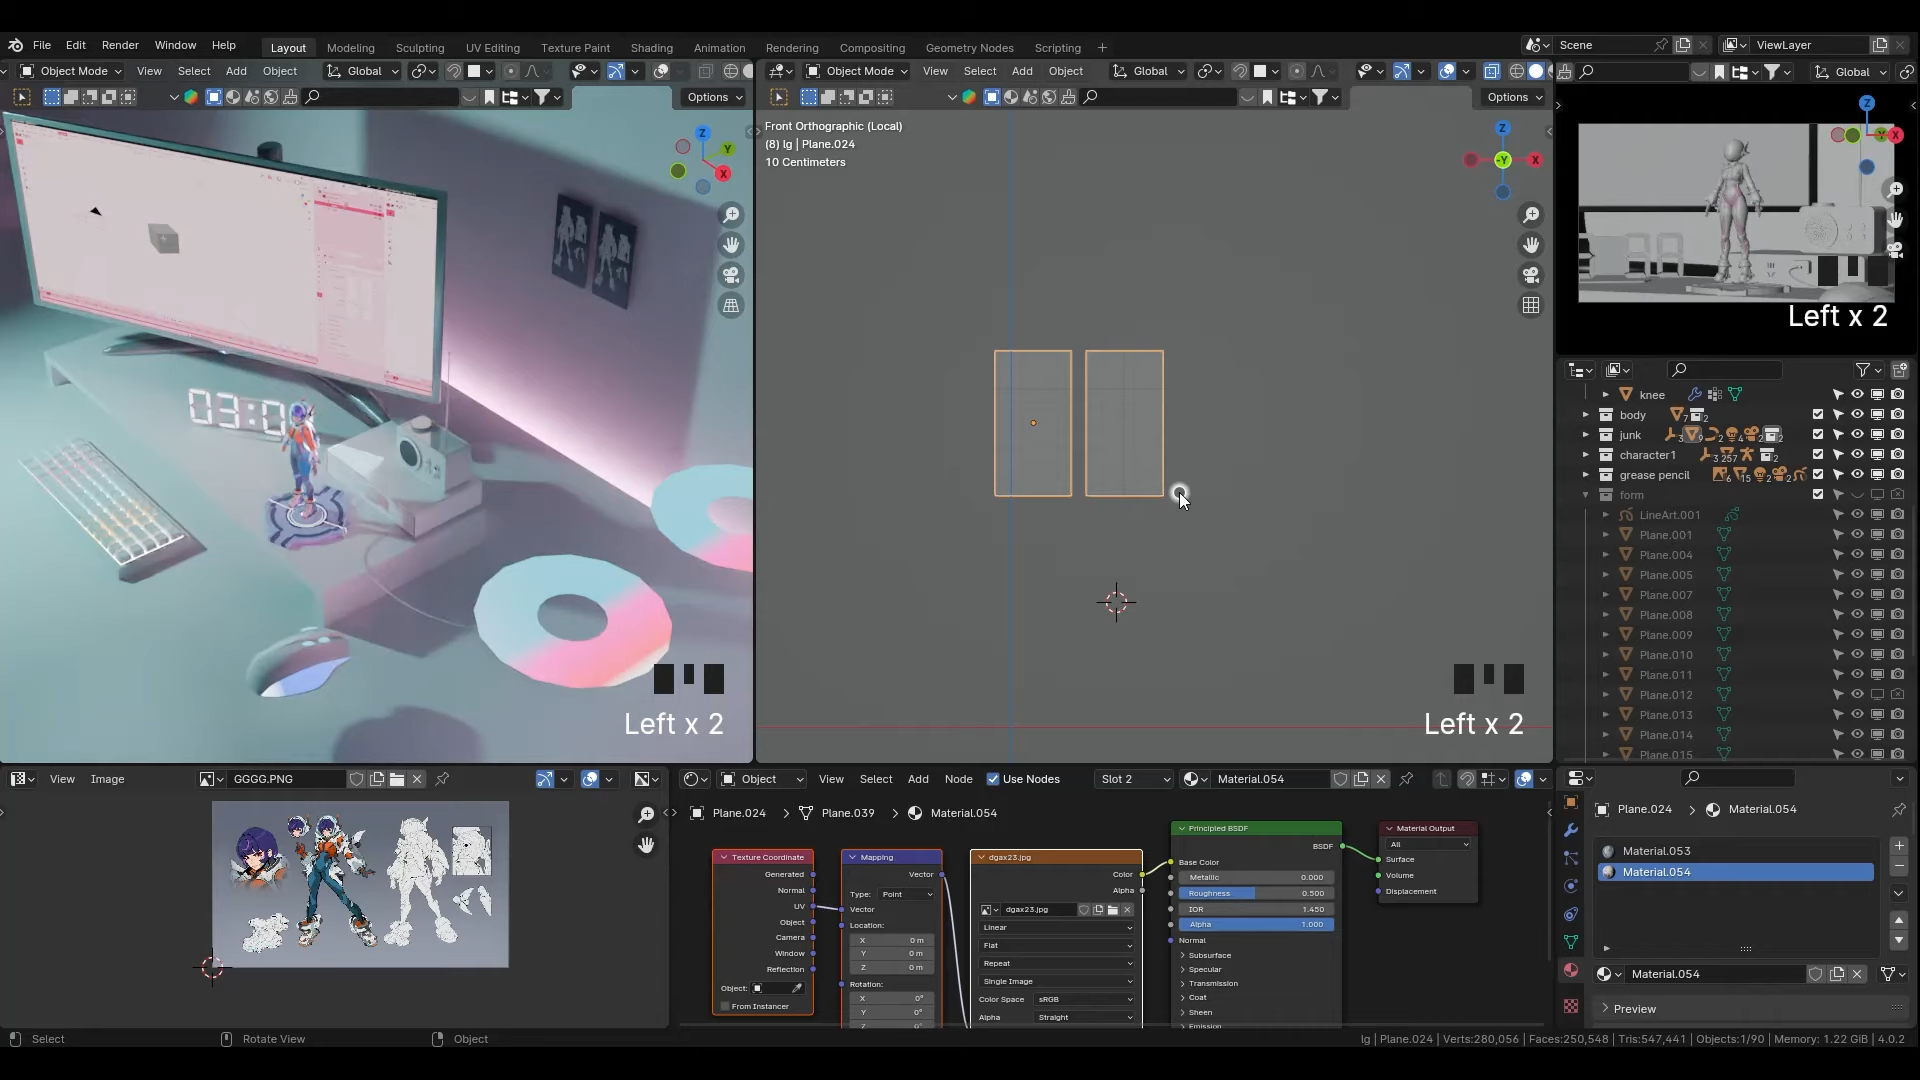 File Edit Render Window Help Layout Modeling Sculpting UV Editing Texture Paint Shading Animation Rendering Compositing Geometry Nodes Scripting + Scene ViewLayer
Object Mode View Select Add Object Global Object Mode View Select Add Object Global Global
Options Options
Front Orthographic (Local)
(8) lg | Plane.024
10 Centimeters
Z
Y
X
Z
-Y
X
Z
X
03:0
Left x 2
Left x 2
Left x 2
knee
body
junk
character1
grease pencil
form
LineArt.001
Plane.001
Plane.004
Plane.005
Plane.007
Plane.008
Plane.009
Plane.010
Plane.011
Plane.012
Plane.013
Plane.014
Plane.015
View Image GGGG.PNG
Object View Select Add Node Use Nodes Slot 2 Material.054
Plane.024 > Plane.039 > Material.054
Texture Coordinate
Generated
Normal
UV
Object
Camera
Window
Reflection
Object:
From Instancer
Mapping
Vector
Type: Point
Vector
Location:
X 0 m
Y 0 m
Z 0 m
Rotation:
X 0°
Y 0°
Z 0°
dgax23.jpg
Color
Alpha
dgax23.jpg
Linear
Flat
Repeat
Single Image
Color Space sRGB
Alpha Straight
Principled BSDF
BSDF
Base Color
Metallic 0.000
Roughness 0.500
IOR 1.450
Alpha 1.000
Normal
Subsurface
Specular
Transmission
Coat
Sheen
Emission
Material Output
All
Surface
Volume
Displacement
Plane.024 > Material.054
Material.053
Material.054
Material.054
Preview
Select Rotate View Object
lg | Plane.024 | Verts:280,056 | Faces:250,548 | Tris:547,441 | Objects:1/90 | Memory: 1.22 GiB | 4.0.2